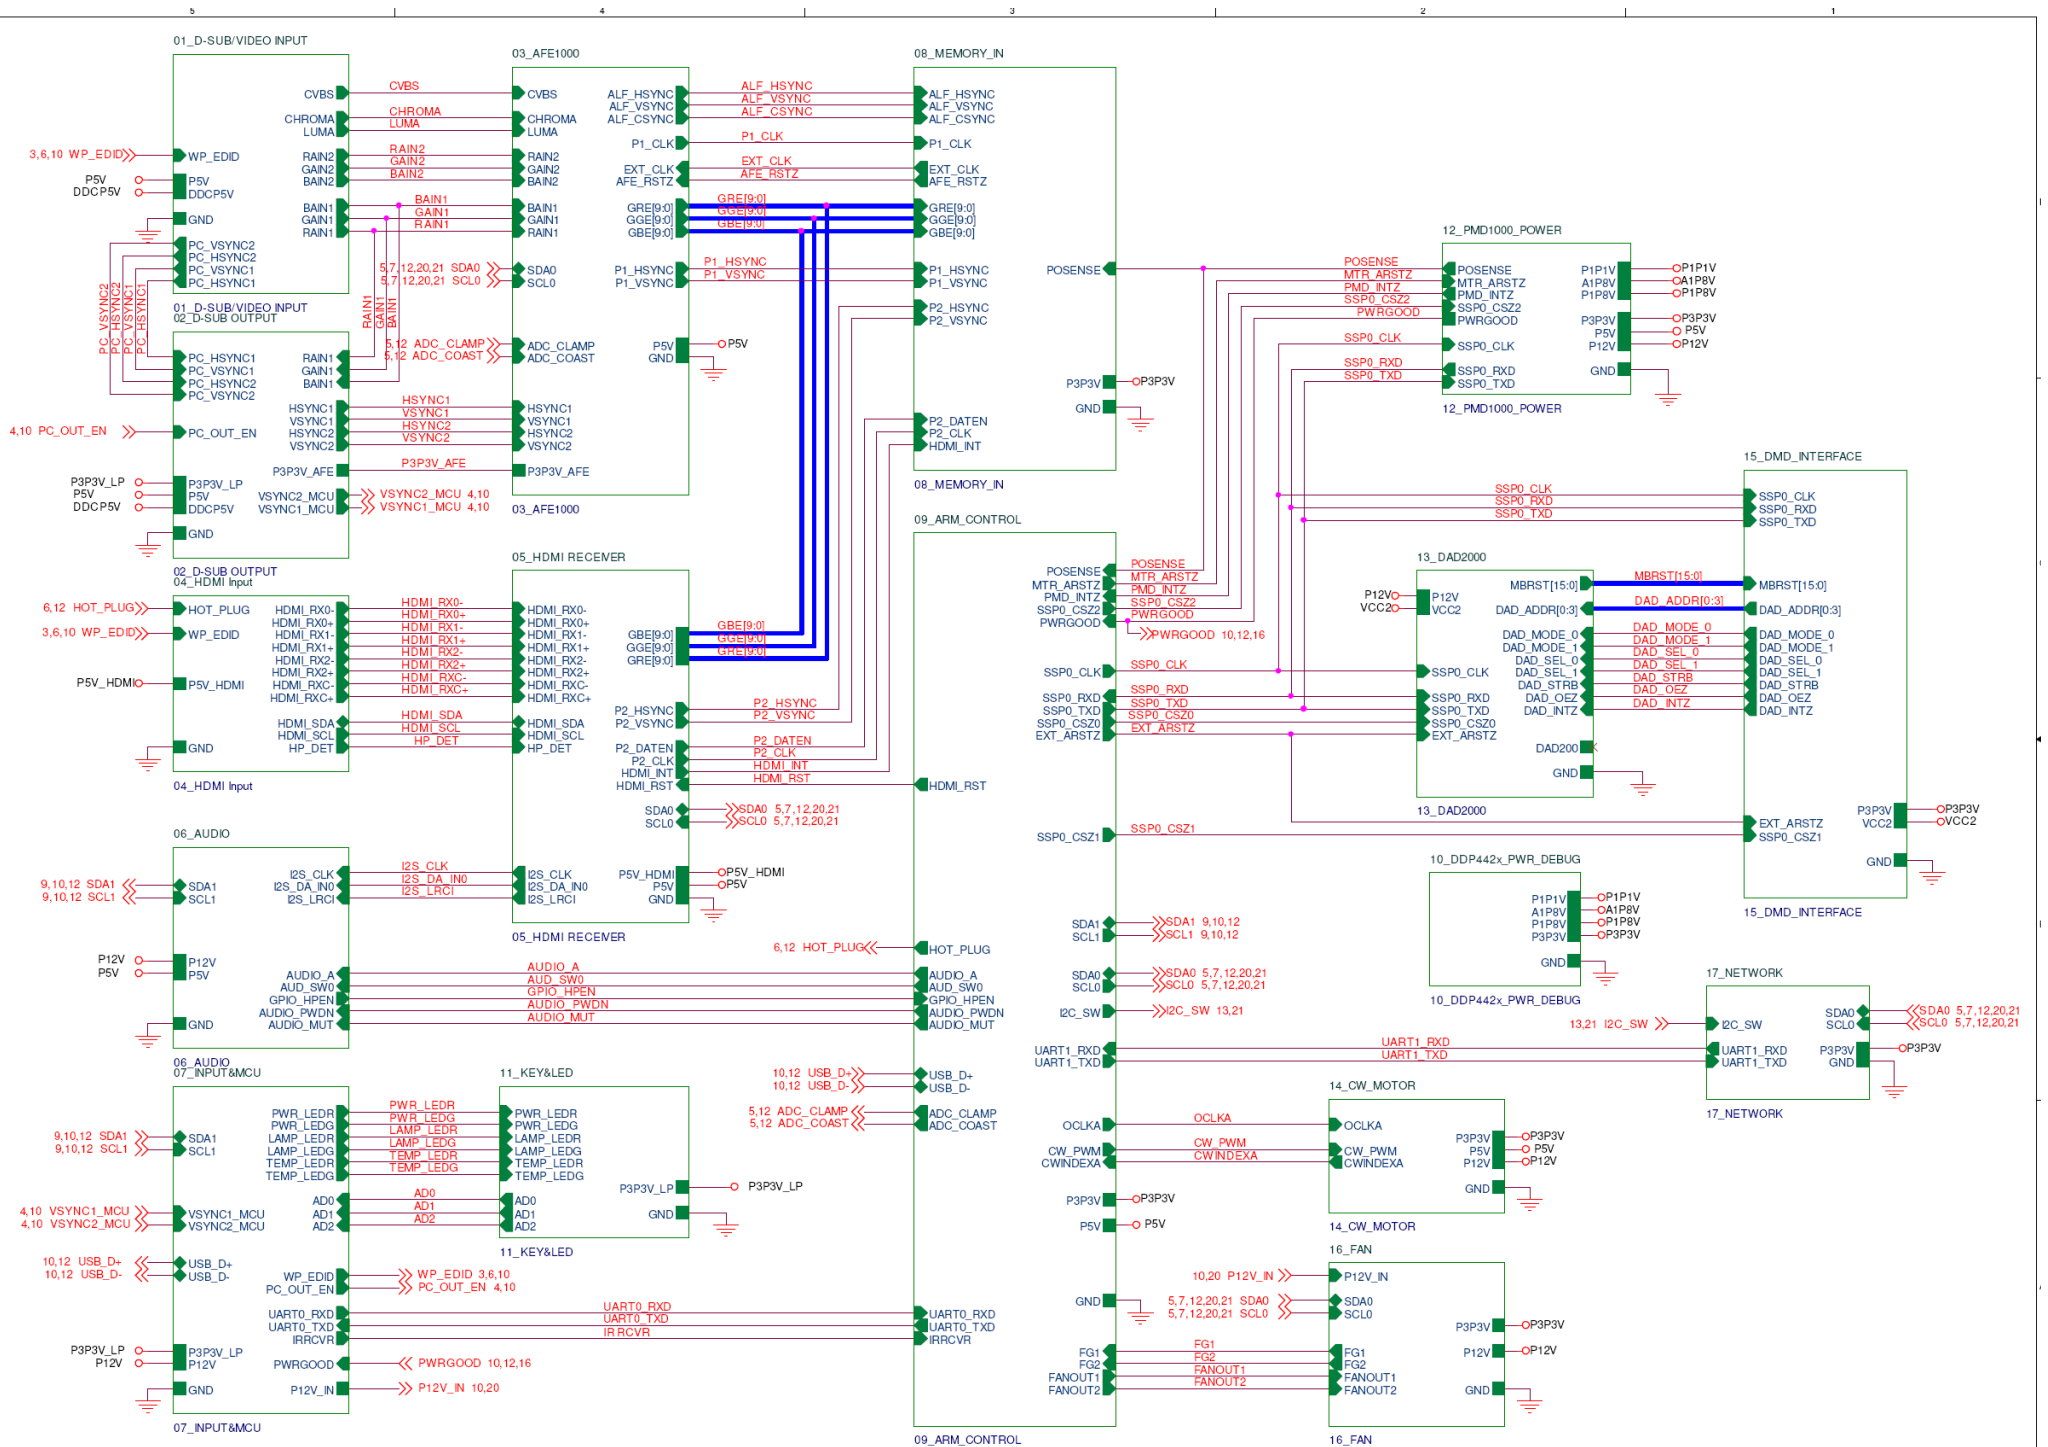 5
4
3
2
1
01_D-SUB/VIDEO INPUT
CVBS
CHROMA
LUMA
3,6,10 WP_EDID
WP_EDID
RAIN2
GAIN2
BAIN2
P5V
DDCP5V
P5V
DDCP5V
BAIN1
GAIN1
RAIN1
GND
PC_VSYNC2
PC_HSYNC2
PC_VSYNC1
PC_HSYNC1
01_D-SUB/VIDEO INPUT
PC_VSYNC2
PC_HSYNC2
PC_VSYNC1
PC_HSYNC1
CVBS
CHROMA
LUMA
RAIN2
GAIN2
BAIN2
BAIN1
GAIN1
RAIN1
RAIN1
GAIN1
BAIN1
02_D-SUB OUTPUT
PC_HSYNC1
PC_VSYNC1
PC_HSYNC2
PC_VSYNC2
RAIN1
GAIN1
BAIN1
4,10 PC_OUT_EN
PC_OUT_EN
HSYNC1
VSYNC1
HSYNC2
VSYNC2
P3P3V_AFE
P3P3V_LP
P5V
DDCP5V
P3P3V_LP
P5V
DDCP5V
VSYNC2_MCU
VSYNC1_MCU
VSYNC2_MCU 4,10
VSYNC1_MCU 4,10
GND
02_D-SUB OUTPUT
HSYNC1
VSYNC1
HSYNC2
VSYNC2
P3P3V_AFE
03_AFE1000
CVBS
CHROMA
LUMA
RAIN2
GAIN2
BAIN2
BAIN1
GAIN1
RAIN1
5,7,12,20,21 SDA0
5,7,12,20,21 SCL0
SDA0
SCL0
5,12 ADC_CLAMP
5,12 ADC_COAST
ADC_CLAMP
ADC_COAST
HSYNC1
VSYNC1
HSYNC2
VSYNC2
P3P3V_AFE
ALF_HSYNC
ALF_VSYNC
ALF_CSYNC
P1_CLK
EXT_CLK
AFE_RSTZ
GRE[9:0]
GGE[9:0]
GBE[9:0]
P1_HSYNC
P1_VSYNC
P5V
GND
P5V
03_AFE1000
ALF_HSYNC
ALF_VSYNC
ALF_CSYNC
P1_CLK
EXT_CLK
AFE_RSTZ
GRE[9:0]
GGE[9:0]
GBE[9:0]
P1_HSYNC
P1_VSYNC
08_MEMORY_IN
ALF_HSYNC
ALF_VSYNC
ALF_CSYNC
P1_CLK
EXT_CLK
AFE_RSTZ
GRE[9:0]
GGE[9:0]
GBE[9:0]
P1_HSYNC
P1_VSYNC
P2_HSYNC
P2_VSYNC
P2_DATEN
P2_CLK
HDMI_INT
POSENSE
P3P3V
GND
P3P3V
08_MEMORY_IN
POSENSE
MTR_ARSTZ
PMD_INTZ
SSP0_CSZ2
PWRGOOD
SSP0_CLK
SSP0_RXD
SSP0_TXD
12_PMD1000_POWER
POSENSE
MTR_ARSTZ
PMD_INTZ
SSP0_CSZ2
PWRGOOD
SSP0_CLK
SSP0_RXD
SSP0_TXD
P1P1V
A1P8V
P1P8V
P3P3V
P5V
P12V
GND
P1P1V
A1P8V
P1P8V
P3P3V
P5V
P12V
12_PMD1000_POWER
04_HDMI Input
6,12 HOT_PLUG
3,6,10 WP_EDID
P5V_HDMI
HOT_PLUG
WP_EDID
P5V_HDMI
GND
HDMI_RX0-
HDMI_RX0+
HDMI_RX1-
HDMI_RX1+
HDMI_RX2-
HDMI_RX2+
HDMI_RXC-
HDMI_RXC+
HDMI_SDA
HDMI_SCL
HP_DET
04_HDMI Input
HDMI_RX0-
HDMI_RX0+
HDMI_RX1-
HDMI_RX1+
HDMI_RX2-
HDMI_RX2+
HDMI_RXC-
HDMI_RXC+
HDMI_SDA
HDMI_SCL
HP_DET
05_HDMI RECEIVER
HDMI_RX0-
HDMI_RX0+
HDMI_RX1-
HDMI_RX1+
HDMI_RX2-
HDMI_RX2+
HDMI_RXC-
HDMI_RXC+
HDMI_SDA
HDMI_SCL
HP_DET
I2S_CLK
I2S_DA_IN0
I2S_LRCI
GBE[9:0]
GGE[9:0]
GRE[9:0]
P2_HSYNC
P2_VSYNC
P2_DATEN
P2_CLK
HDMI_INT
HDMI_RST
SDA0
SCL0
SDA0 5,7,12,20,21
SCL0 5,7,12,20,21
P5V_HDMI
P5V
GND
P5V_HDMI
P5V
05_HDMI RECEIVER
GBE[9:0]
GGE[9:0]
GRE[9:0]
P2_HSYNC
P2_VSYNC
P2_DATEN
P2_CLK
HDMI_INT
HDMI_RST
06_AUDIO
9,10,12 SDA1
9,10,12 SCL1
SDA1
SCL1
I2S_CLK
I2S_DA_IN0
I2S_LRCI
P12V
P5V
P12V
P5V
AUDIO_A
AUD_SW0
GPIO_HPEN
AUDIO_PWDN
AUDIO_MUT
GND
06_AUDIO
I2S_CLK
I2S_DA_IN0
I2S_LRCI
AUDIO_A
AUD_SW0
GPIO_HPEN
AUDIO_PWDN
AUDIO_MUT
07_INPUT&MCU
9,10,12 SDA1
9,10,12 SCL1
SDA1
SCL1
4,10 VSYNC1_MCU
4,10 VSYNC2_MCU
VSYNC1_MCU
VSYNC2_MCU
10,12 USB_D+
10,12 USB_D-
USB_D+
USB_D-
P3P3V_LP
P12V
P3P3V_LP
P12V
GND
PWR_LEDR
PWR_LEDG
LAMP_LEDR
LAMP_LEDG
TEMP_LEDR
TEMP_LEDG
AD0
AD1
AD2
WP_EDID
PC_OUT_EN
UART0_RXD
UART0_TXD
IRRCVR
PWRGOOD
P12V_IN
07_INPUT&MCU
PWR_LEDR
PWR_LEDG
LAMP_LEDR
LAMP_LEDG
TEMP_LEDR
TEMP_LEDG
AD0
AD1
AD2
WP_EDID 3,6,10
PC_OUT_EN 4,10
UART0_RXD
UART0_TXD
IRRCVR
PWRGOOD 10,12,16
P12V_IN 10,20
11_KEY&LED
PWR_LEDR
PWR_LEDG
LAMP_LEDR
LAMP_LEDG
TEMP_LEDR
TEMP_LEDG
AD0
AD1
AD2
P3P3V_LP
GND
P3P3V_LP
11_KEY&LED
09_ARM_CONTROL
POSENSE
MTR_ARSTZ
PMD_INTZ
SSP0_CSZ2
PWRGOOD
SSP0_CLK
SSP0_RXD
SSP0_TXD
SSP0_CSZ0
EXT_ARSTZ
HDMI_RST
SSP0_CSZ1
SDA1
SCL1
6,12 HOT_PLUG
HOT_PLUG
AUDIO_A
AUD_SW0
GPIO_HPEN
AUDIO_PWDN
AUDIO_MUT
SDA0
SCL0
I2C_SW
UART1_RXD
UART1_TXD
10,12 USB_D+
10,12 USB_D-
USB_D+
USB_D-
5,12 ADC_CLAMP
5,12 ADC_COAST
ADC_CLAMP
ADC_COAST
OCLKA
CW_PWM
CWINDEXA
P3P3V
P5V
GND
UART0_RXD
UART0_TXD
IRRCVR
FG1
FG2
FANOUT1
FANOUT2
09_ARM_CONTROL
POSENSE
MTR_ARSTZ
PMD_INTZ
SSP0_CSZ2
PWRGOOD
PWRGOOD 10,12,16
SSP0_CLK
SSP0_RXD
SSP0_TXD
SSP0_CSZ0
EXT_ARSTZ
SSP0_CSZ1
SDA1 9,10,12
SCL1 9,10,12
SDA0 5,7,12,20,21
SCL0 5,7,12,20,21
I2C_SW 13,21
UART1_RXD
UART1_TXD
OCLKA
CW_PWM
CWINDEXA
P3P3V
P5V
FG1
FG2
FANOUT1
FANOUT2
SSP0_CLK
SSP0_RXD
SSP0_TXD
13_DAD2000
P12V
VCC2
P12V
VCC2
SSP0_CLK
SSP0_RXD
SSP0_TXD
SSP0_CSZ0
EXT_ARSTZ
MBRST[15:0]
DAD_ADDR[0:3]
DAD_MODE_0
DAD_MODE_1
DAD_SEL_0
DAD_SEL_1
DAD_STRB
DAD_OEZ
DAD_INTZ
DAD200
GND
13_DAD2000
MBRST[15:0]
DAD_ADDR[0:3]
DAD_MODE_0
DAD_MODE_1
DAD_SEL_0
DAD_SEL_1
DAD_STRB
DAD_OEZ
DAD_INTZ
15_DMD_INTERFACE
SSP0_CLK
SSP0_RXD
SSP0_TXD
MBRST[15:0]
DAD_ADDR[0:3]
DAD_MODE_0
DAD_MODE_1
DAD_SEL_0
DAD_SEL_1
DAD_STRB
DAD_OEZ
DAD_INTZ
EXT_ARSTZ
SSP0_CSZ1
P3P3V
VCC2
GND
P3P3V
VCC2
15_DMD_INTERFACE
10_DDP442x_PWR_DEBUG
P1P1V
A1P8V
P1P8V
P3P3V
GND
P1P1V
A1P8V
P1P8V
P3P3V
10_DDP442x_PWR_DEBUG
17_NETWORK
13,21 I2C_SW
I2C_SW
UART1_RXD
UART1_TXD
SDA0
SCL0
P3P3V
GND
SDA0 5,7,12,20,21
SCL0 5,7,12,20,21
P3P3V
17_NETWORK
14_CW_MOTOR
OCLKA
CW_PWM
CWINDEXA
P3P3V
P5V
P12V
GND
P3P3V
P5V
P12V
14_CW_MOTOR
16_FAN
10,20 P12V_IN
5,7,12,20,21 SDA0
5,7,12,20,21 SCL0
P12V_IN
SDA0
SCL0
FG1
FG2
FANOUT1
FANOUT2
P3P3V
P12V
GND
P3P3V
P12V
16_FAN